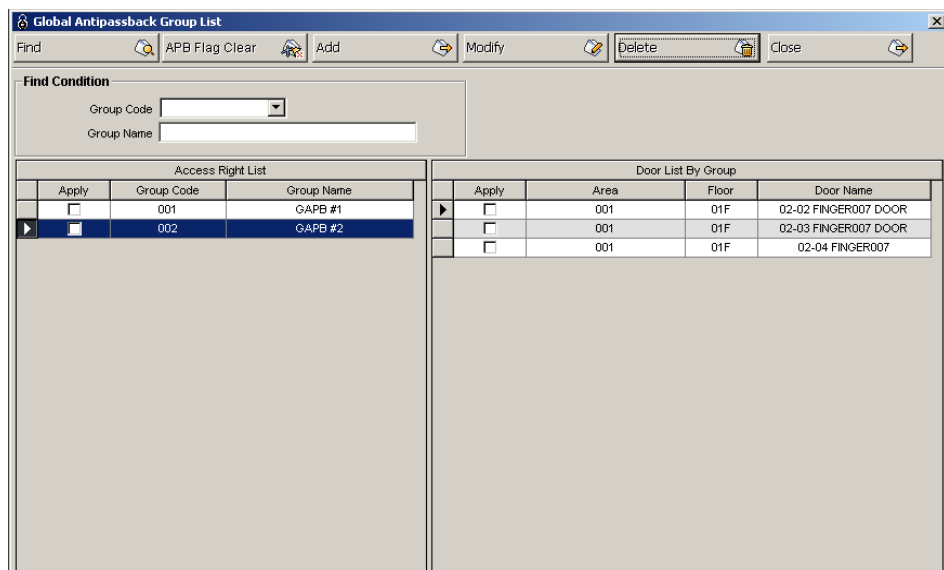 Global Antipassback Group List
Find APB Flag Clear Add Modify Delete Close
Find Condition
Group Code
Group Name
Access Right List
Apply Group Code Group Name
001 GAPB #1
002 GAPB #2
Door List By Group
Apply Area Floor Door Name
001 01F 02-02 FINGER007 DOOR
001 01F 02-03 FINGER007 DOOR
001 01F 02-04 FINGER007